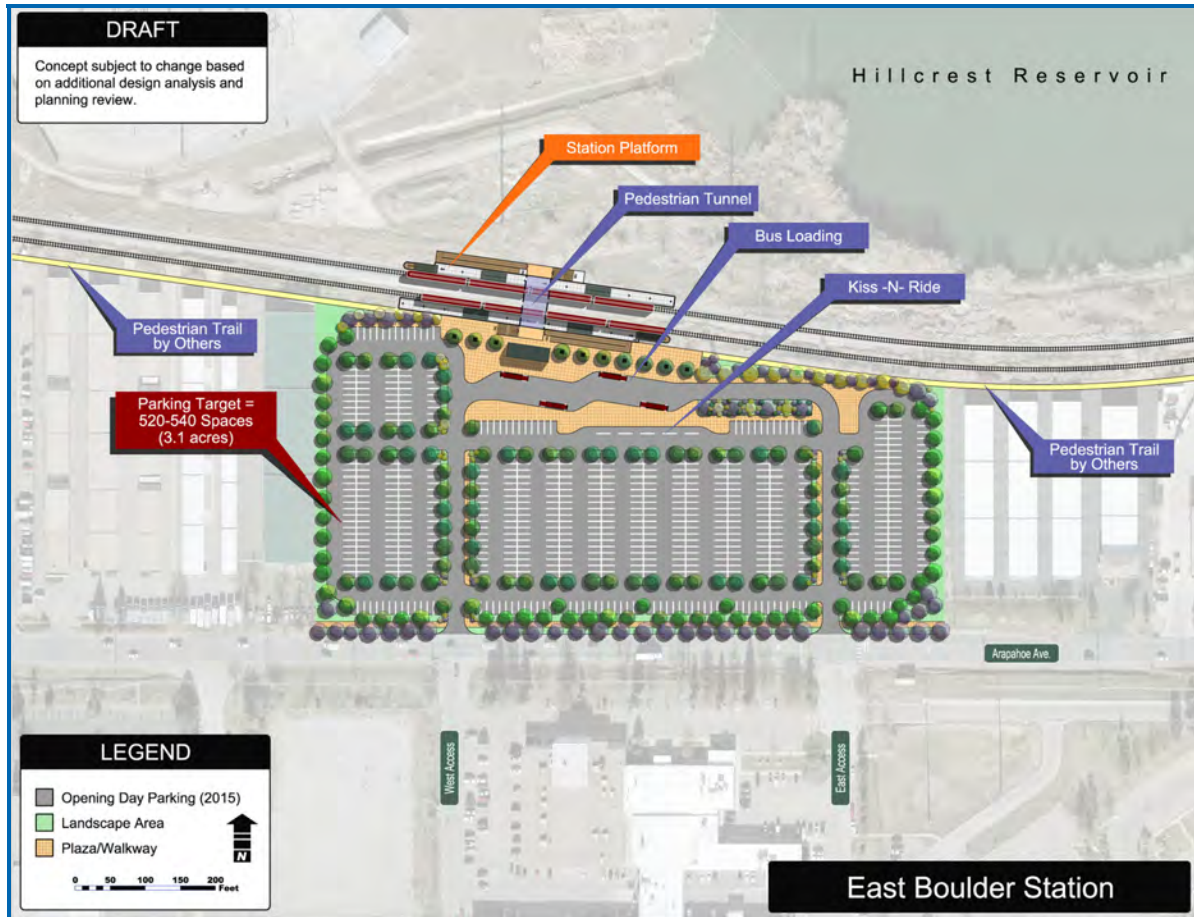 DRAFT
Concept subject to change based
on additional design analysis and
planning review.
Hillcrest Reservoir
Station Platform
Pedestrian Tunnel
Bus Loading
Kiss -N- Ride
Pedestrian Trail
by Others
Parking Target =
520-540 Spaces
(3.1 acres)
Pedestrian Trail
by Others
Arapahoe Ave.
West Access
East Access
LEGEND
Opening Day Parking (2015)
Landscape Area
Plaza/Walkway
N
0 50 100 150 200
Feet
East Boulder Station